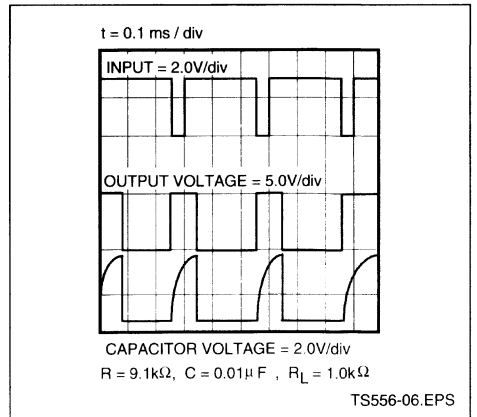 t = 0.1 ms / div
INPUT = 2.0V/div
OUTPUT VOLTAGE = 5.0V/div
CAPACITOR VOLTAGE = 2.0V/div
R = 9.1kΩ, C = 0.01μF , RL = 1.0kΩ
TS556-06.EPS